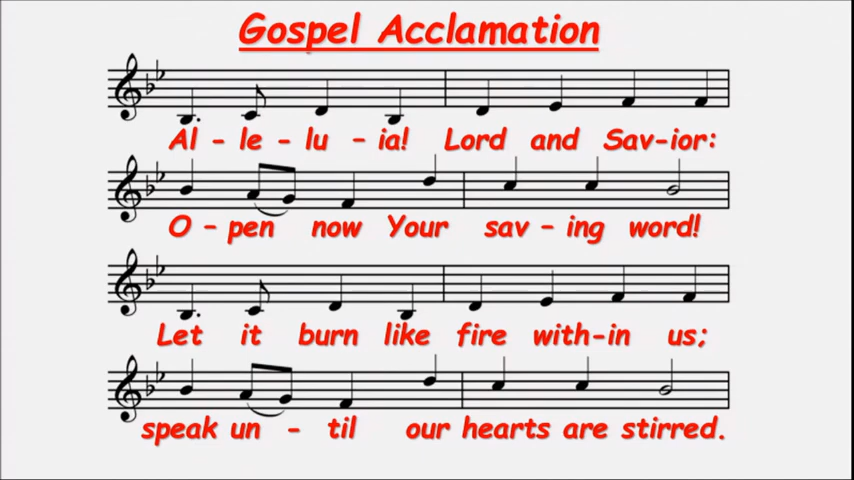 Gospel Acclamation
Al - le - lu - ia! Lord and Sav-ior:
O - pen now Your sav - ing word!
Let it burn like fire with-in us;
speak un - til our hearts are stirred.